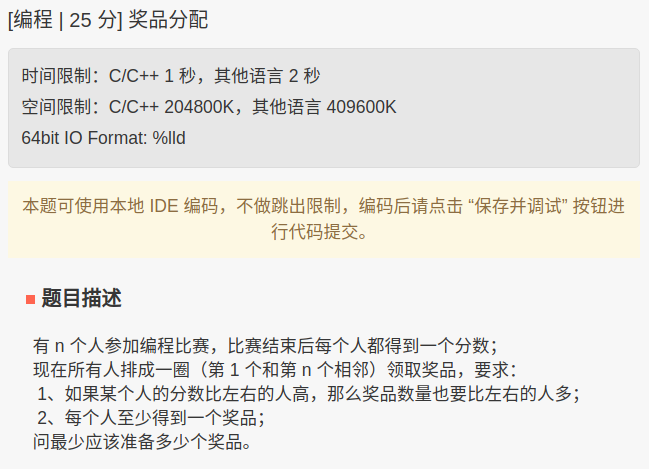 [编程 | 25 分] 奖品分配
时间限制：C/C++ 1 秒，其他语言 2 秒
空间限制：C/C++ 204800K，其他语言 409600K
64bit IO Format: %lld
本题可使用本地 IDE 编码，不做跳出限制，编码后请点击 “保存并调试” 按钮进
行代码提交。
题目描述
有 n 个人参加编程比赛，比赛结束后每个人都得到一个分数；
现在所有人排成一圈（第 1 个和第 n 个相邻）领取奖品，要求：
1、如果某个人的分数比左右的人高，那么奖品数量也要比左右的人多；
2、每个人至少得到一个奖品；
问最少应该准备多少个奖品。